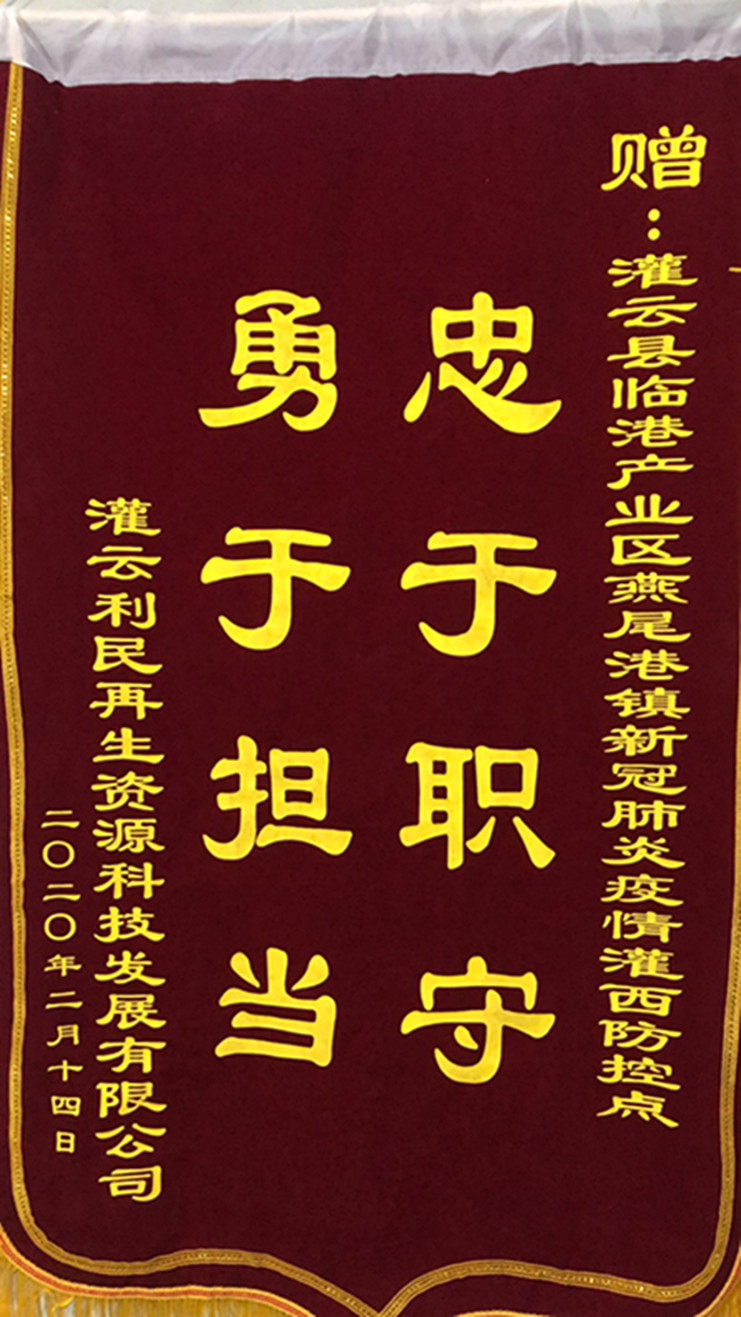 赠：灌云县临港产业区燕尾港镇新冠肺炎疫情灌西防控点
忠于职守
勇于担当
灌云利民再生资源科技发展有限公司
二〇二〇年二月十四日